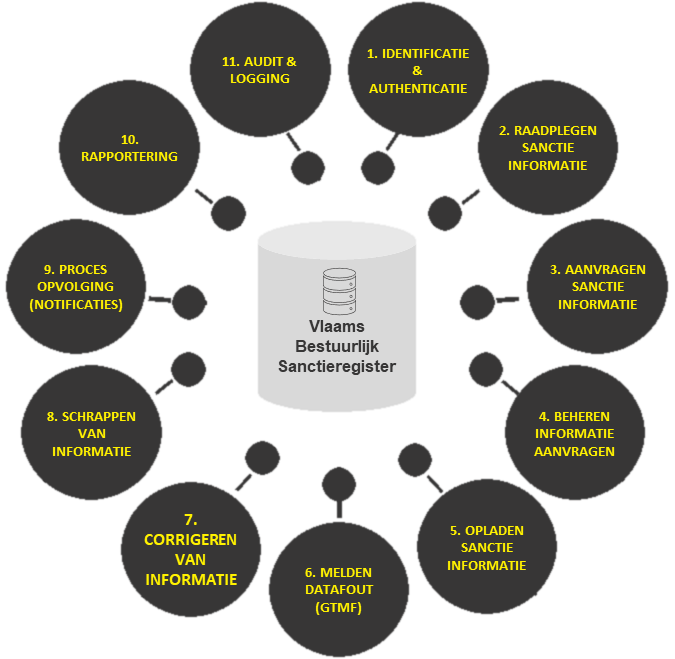 1. IDENTIFICATIE
&
AUTHENTICATIE
2. RAADPLEGEN
SANCTIE
INFORMATIE
3. AANVRAGEN
SANCTIE
INFORMATIE
4. BEHEREN
INFORMATIE
AANVRAGEN
5. OPLADEN
SANCTIE
INFORMATIE
6. MELDEN
DATAFOUT
(GTMF)
7.
CORRIGEREN
VAN
INFORMATIE
8. SCHRAPPEN
VAN
INFORMATIE
9. PROCES
OPVOLGING
(NOTIFICATIES)
10.
RAPPORTERING
11. AUDIT &
LOGGING
Vlaams
Bestuurlijk
Sanctieregister